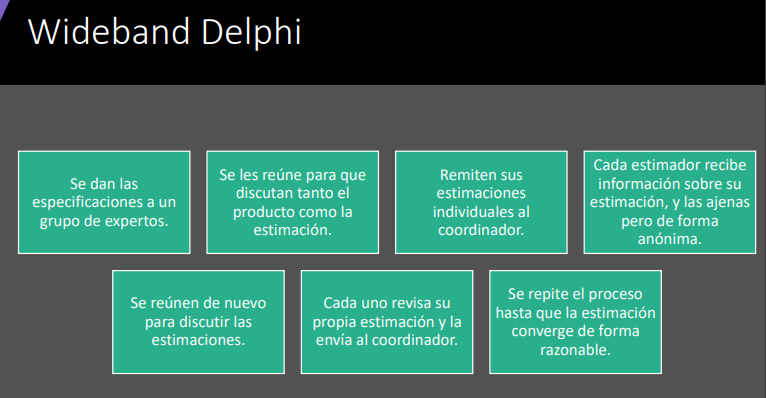 Wideband Delphi
Se dan las
especificaciones a un
grupo de expertos.
Se les reúne para que
discutan tanto el
producto como la
estimación.
Remiten sus
estimaciones
individuales al
coordinador.
Cada estimador recibe
información sobre su
estimación, y las ajenas
pero de forma
anónima.
Se reúnen de nuevo
para discutir las
estimaciones.
Cada uno revisa su
propia estimación y la
envía al coordinador.
Se repite el proceso
hasta que la estimación
converge de forma
razonable.